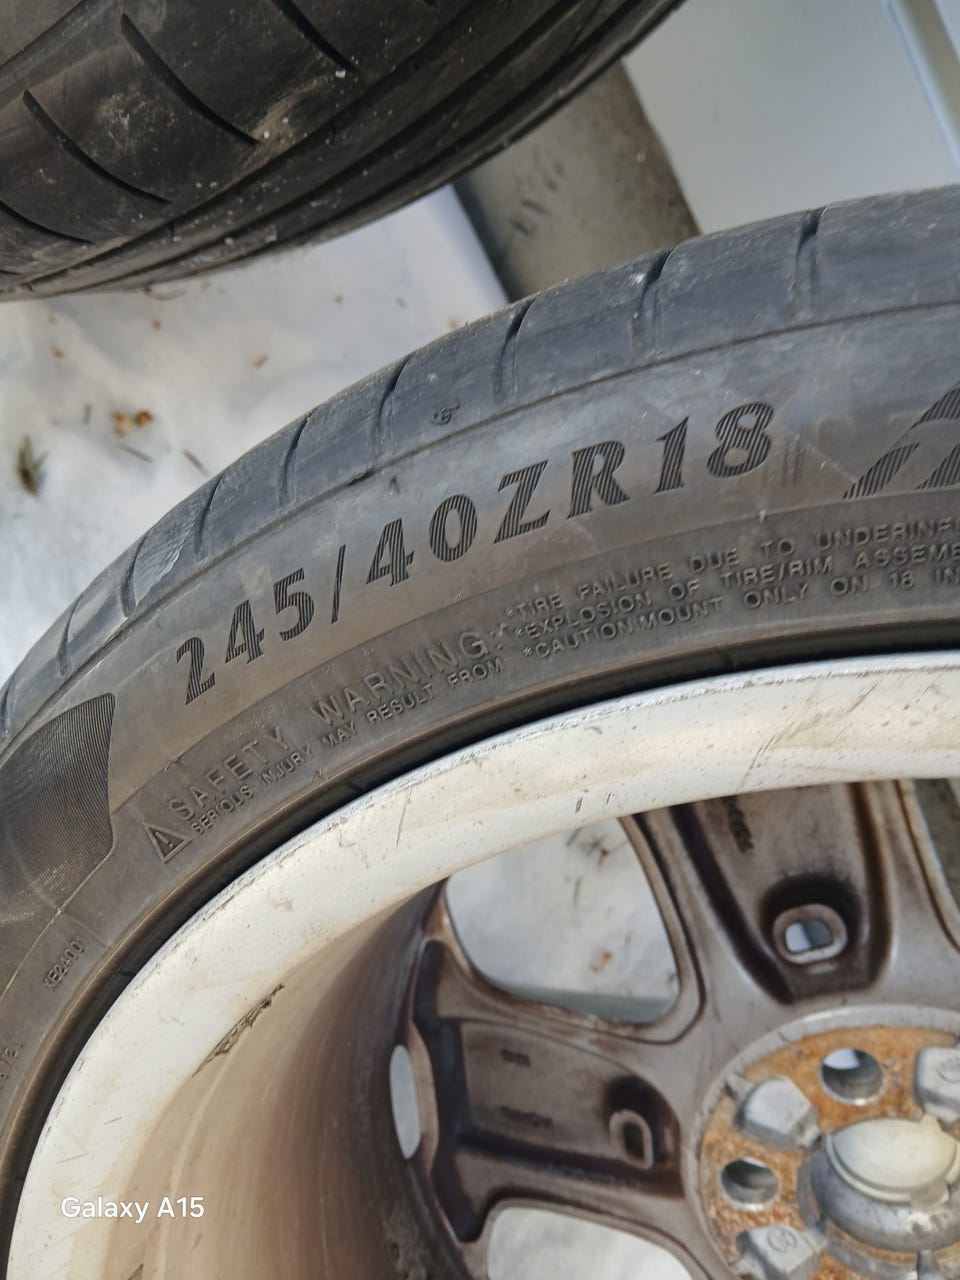 245/40ZR18
SAFETY WARNING:
SERIOUS INJURY MAY RESULT FROM
*TIRE FAILURE DUE TO UNDERINF
*EXPLOSION OF TIRE/RIM ASSEM
*CAUTION MOUNT ONLY ON 18 IN
Galaxy A15